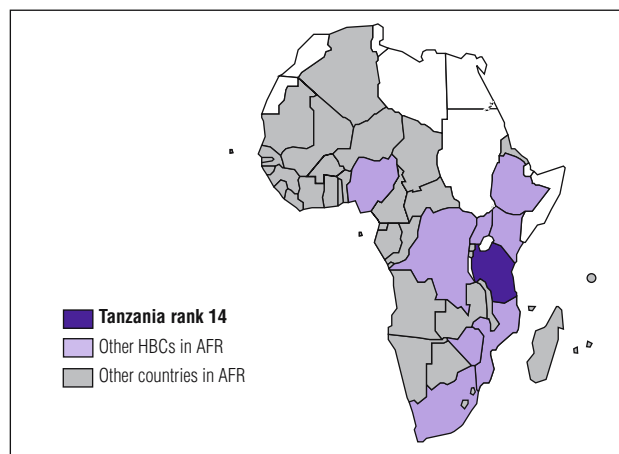 Tanzania rank 14
Other HBCs in AFR
Other countries in AFR